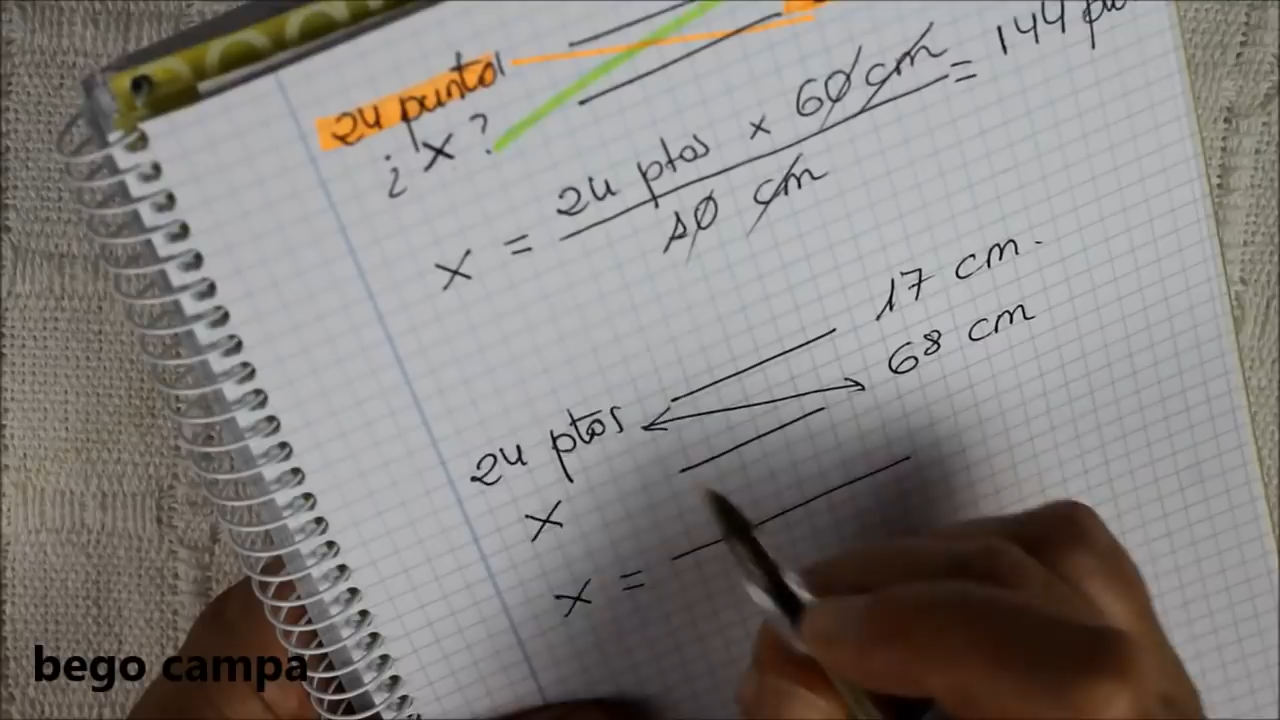 24 puntos
¿X?
x = 24 ptos x 60 cm = 144
10 cm
24 ptos 17 cm.
x 68 cm
x =
bego campa